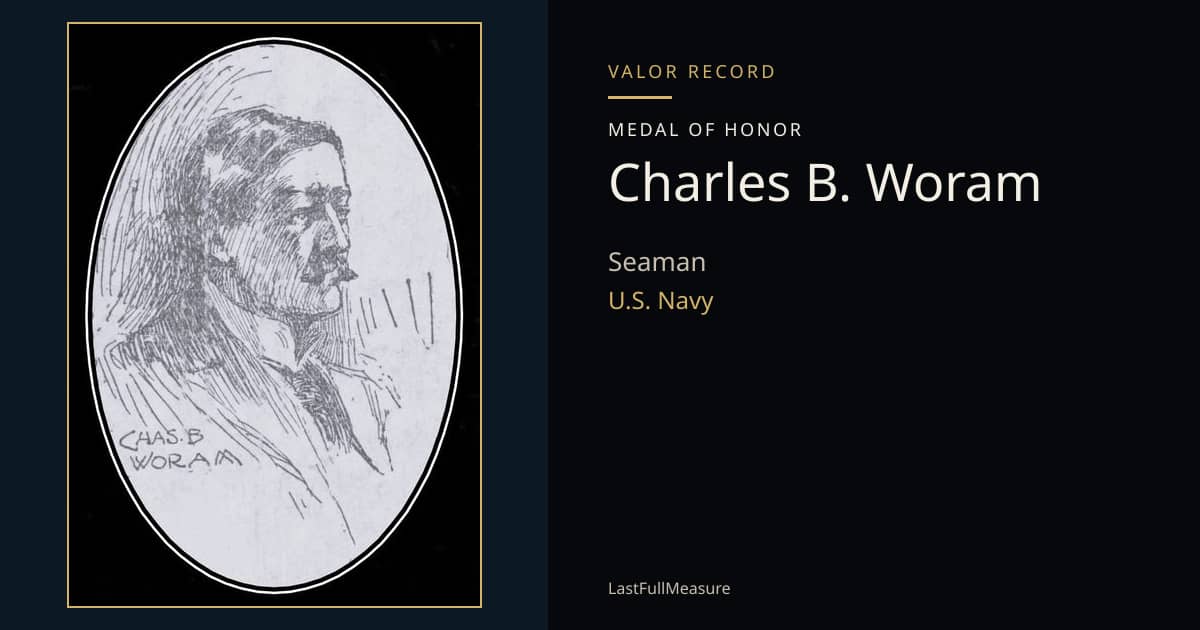 CHAS. B
WORAM
VALOR RECORD
MEDAL OF HONOR
Charles B. Woram
Seaman
U.S. Navy
LastFullMeasure